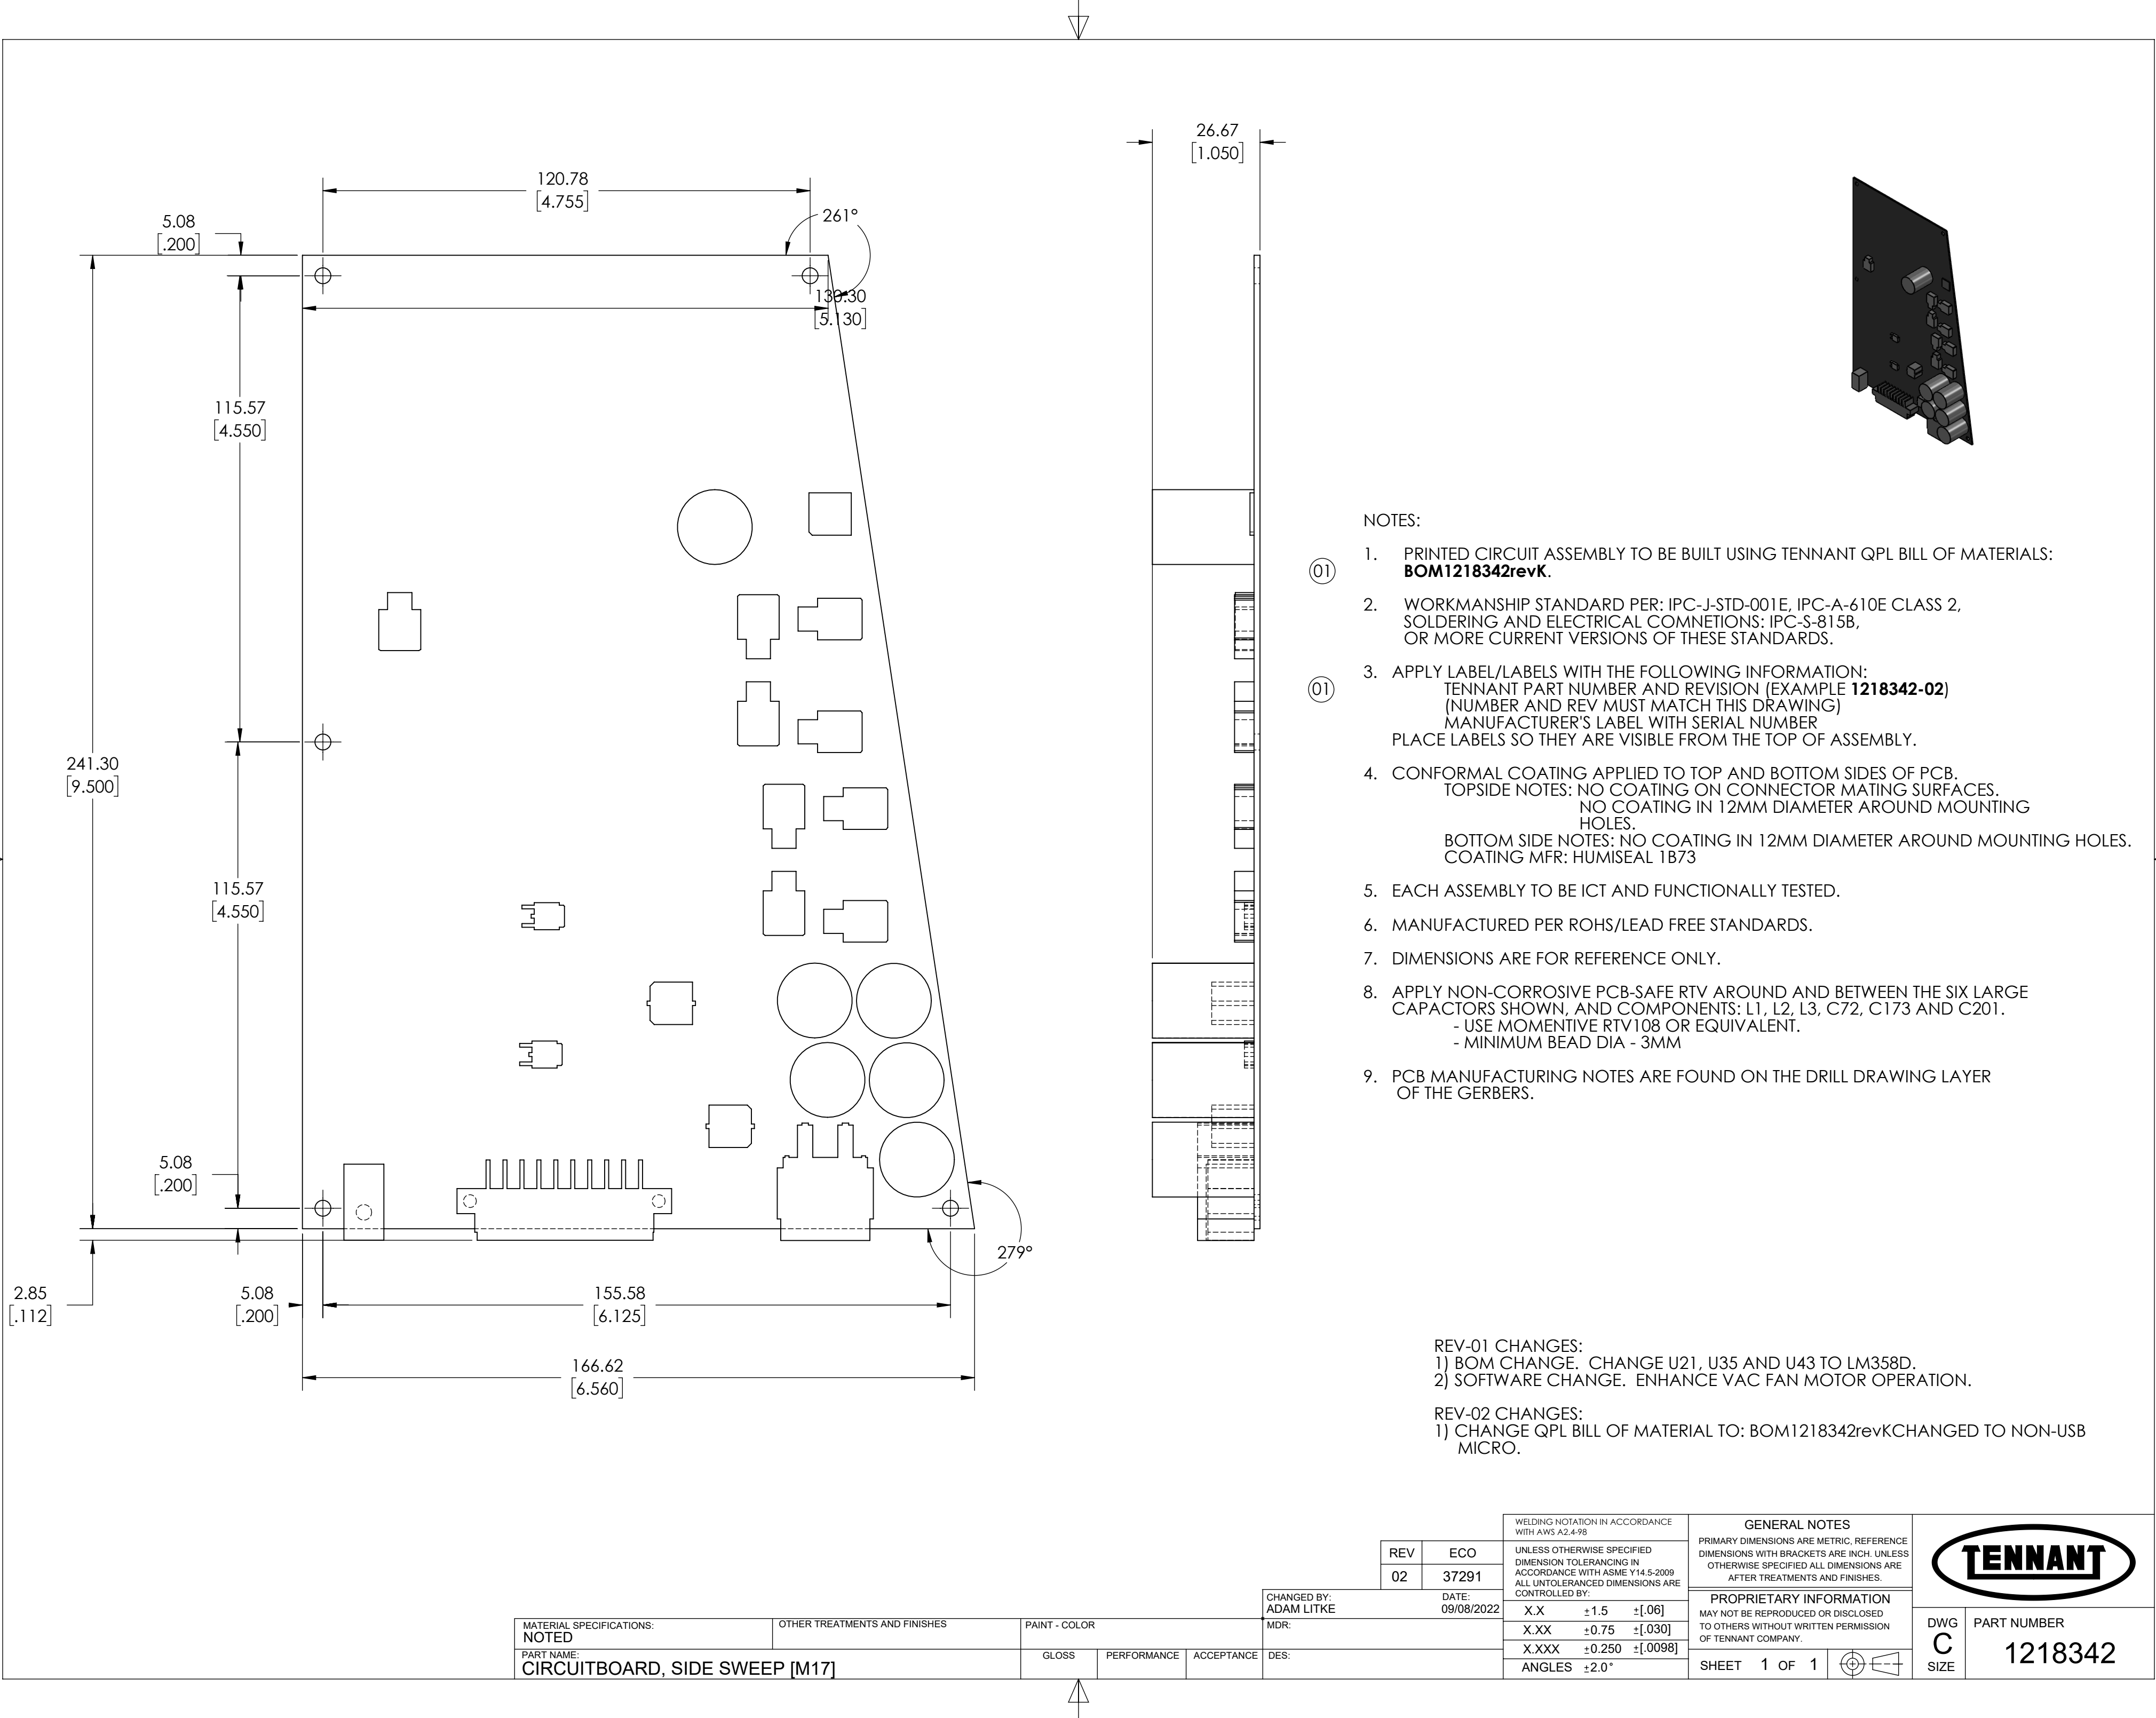 26.67
[1.050]
120.78
[4.755]
261°
5.08
[.200]
130.30
[5.130]
115.57
[4.550]
241.30
[9.500]
115.57
[4.550]
5.08
[.200]
279°
2.85
[.112]
5.08
[.200]
155.58
[6.125]
166.62
[6.560]
NOTES:
1. PRINTED CIRCUIT ASSEMBLY TO BE BUILT USING TENNANT QPL BILL OF MATERIALS:
01
BOM1218342revK.
2. WORKMANSHIP STANDARD PER: IPC-J-STD-001E, IPC-A-610E CLASS 2,
SOLDERING AND ELECTRICAL COMNETIONS: IPC-S-815B,
OR MORE CURRENT VERSIONS OF THESE STANDARDS.
3. APPLY LABEL/LABELS WITH THE FOLLOWING INFORMATION:
01
TENNANT PART NUMBER AND REVISION (EXAMPLE 1218342-02)
(NUMBER AND REV MUST MATCH THIS DRAWING)
MANUFACTURER'S LABEL WITH SERIAL NUMBER
PLACE LABELS SO THEY ARE VISIBLE FROM THE TOP OF ASSEMBLY.
4. CONFORMAL COATING APPLIED TO TOP AND BOTTOM SIDES OF PCB.
TOPSIDE NOTES: NO COATING ON CONNECTOR MATING SURFACES.
NO COATING IN 12MM DIAMETER AROUND MOUNTING
HOLES.
BOTTOM SIDE NOTES: NO COATING IN 12MM DIAMETER AROUND MOUNTING HOLES.
COATING MFR: HUMISEAL 1B73
5. EACH ASSEMBLY TO BE ICT AND FUNCTIONALLY TESTED.
6. MANUFACTURED PER ROHS/LEAD FREE STANDARDS.
7. DIMENSIONS ARE FOR REFERENCE ONLY.
8. APPLY NON-CORROSIVE PCB-SAFE RTV AROUND AND BETWEEN THE SIX LARGE
CAPACTORS SHOWN, AND COMPONENTS: L1, L2, L3, C72, C173 AND C201.
- USE MOMENTIVE RTV108 OR EQUIVALENT.
- MINIMUM BEAD DIA - 3MM
9. PCB MANUFACTURING NOTES ARE FOUND ON THE DRILL DRAWING LAYER
OF THE GERBERS.
REV-01 CHANGES:
1) BOM CHANGE. CHANGE U21, U35 AND U43 TO LM358D.
2) SOFTWARE CHANGE. ENHANCE VAC FAN MOTOR OPERATION.
REV-02 CHANGES:
1) CHANGE QPL BILL OF MATERIAL TO: BOM1218342revKCHANGED TO NON-USB
MICRO.
MATERIAL SPECIFICATIONS:
NOTED
OTHER TREATMENTS AND FINISHES
PART NAME:
CIRCUITBOARD, SIDE SWEEP [M17]
PAINT - COLOR
GLOSS PERFORMANCE ACCEPTANCE
REV ECO
02 37291
CHANGED BY:
ADAM LITKE
DATE:
09/08/2022
MDR:
DES:
WELDING NOTATION IN ACCORDANCE
WITH AWS A2.4-98
UNLESS OTHERWISE SPECIFIED
DIMENSION TOLERANCING IN
ACCORDANCE WITH ASME Y14.5-2009
ALL UNTOLERANCED DIMENSIONS ARE
CONTROLLED BY:
X.X ±1.5 ±[.06]
X.XX ±0.75 ±[.030]
X.XXX ±0.250 ±[.0098]
ANGLES ±2.0°
GENERAL NOTES
PRIMARY DIMENSIONS ARE METRIC, REFERENCE
DIMENSIONS WITH BRACKETS ARE INCH. UNLESS
OTHERWISE SPECIFIED ALL DIMENSIONS ARE
AFTER TREATMENTS AND FINISHES.
PROPRIETARY INFORMATION
MAY NOT BE REPRODUCED OR DISCLOSED
TO OTHERS WITHOUT WRITTEN PERMISSION
OF TENNANT COMPANY.
SHEET 1 OF 1
TENNANT
DWG
C
SIZE
PART NUMBER
1218342